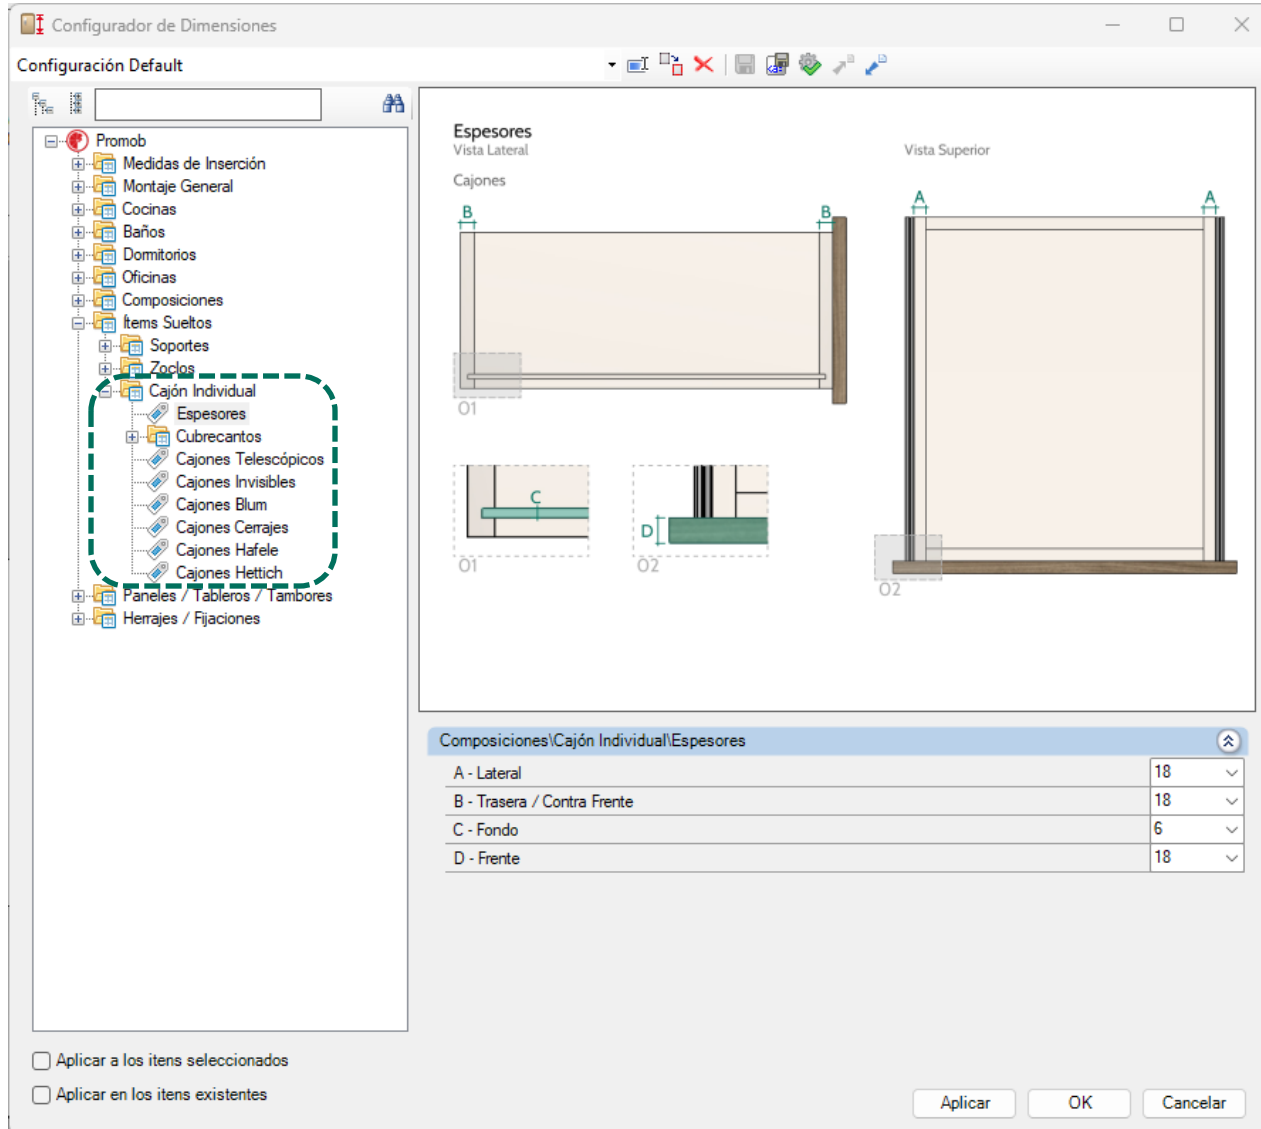 Configurador de Dimensiones
Configuración Default
Promob
Medidas de Inserción
Montaje General
Cocinas
Baños
Dormitorios
Oficinas
Composiciones
Ítems Sueltos
Soportes
Zoclos
Cajón Individual
Espesores
Cubrecantos
Cajones Telescópicos
Cajones Invisibles
Cajones Blum
Cajones Cerrajes
Cajones Hafele
Cajones Hettich
Paneles / Tableros / Tambores
Herrajes / Fijaciones
Espesores
Vista Lateral
Vista Superior
Cajones
B B
A A
01
C
D
01 02
02
Composiciones\Cajón Individual\Espesores
A - Lateral 18
B - Trasera / Contra Frente 18
C - Fondo 6
D - Frente 18
Aplicar a los itens seleccionados
Aplicar en los itens existentes
Aplicar OK Cancelar